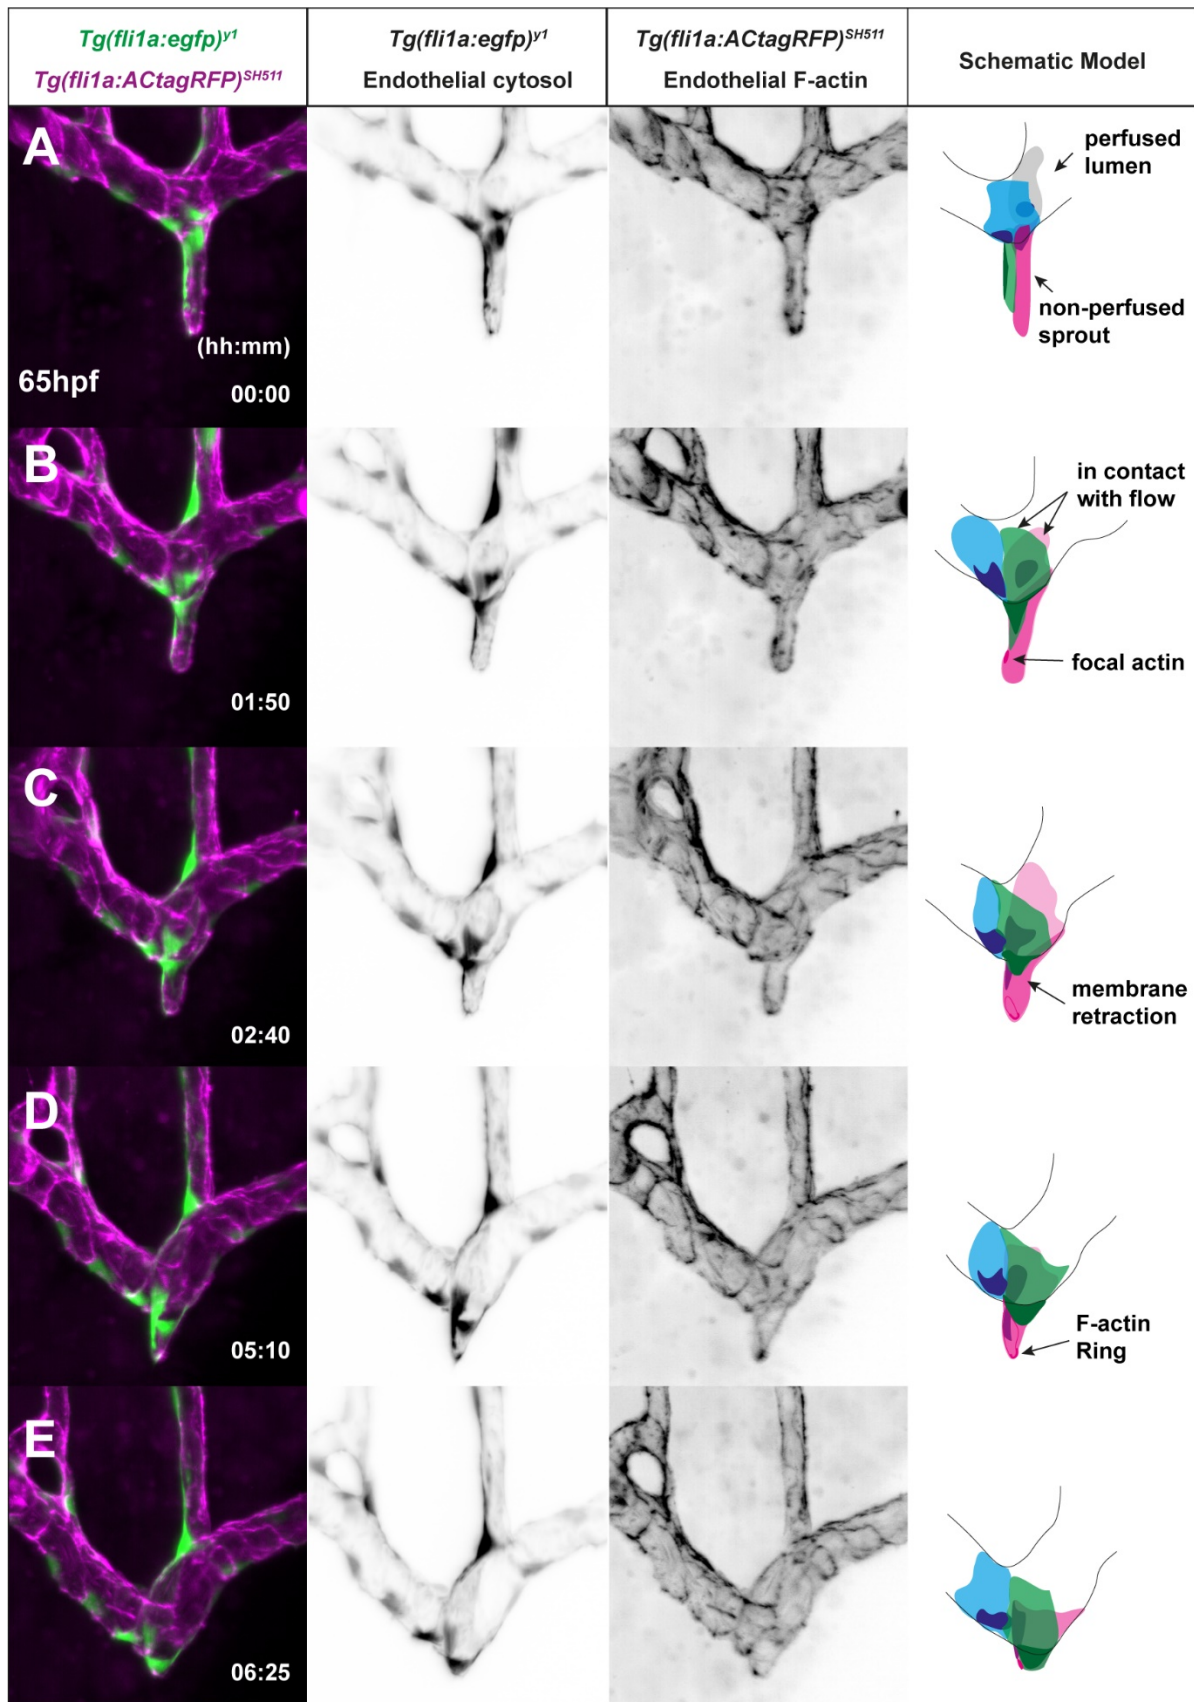 Tg(fli1a:egfp)y1
Tg(fli1a:ACtagRFP)SH511
Tg(fli1a:egfp)y1
Endothelial cytosol
Tg(fli1a:ACtagRFP)SH511
Endothelial F-actin
Schematic Model
A
65hpf
(hh:mm)
00:00
perfused
lumen
non-perfused
sprout
B
01:50
in contact
with flow
focal actin
C
02:40
membrane
retraction
D
05:10
F-actin
Ring
E
06:25